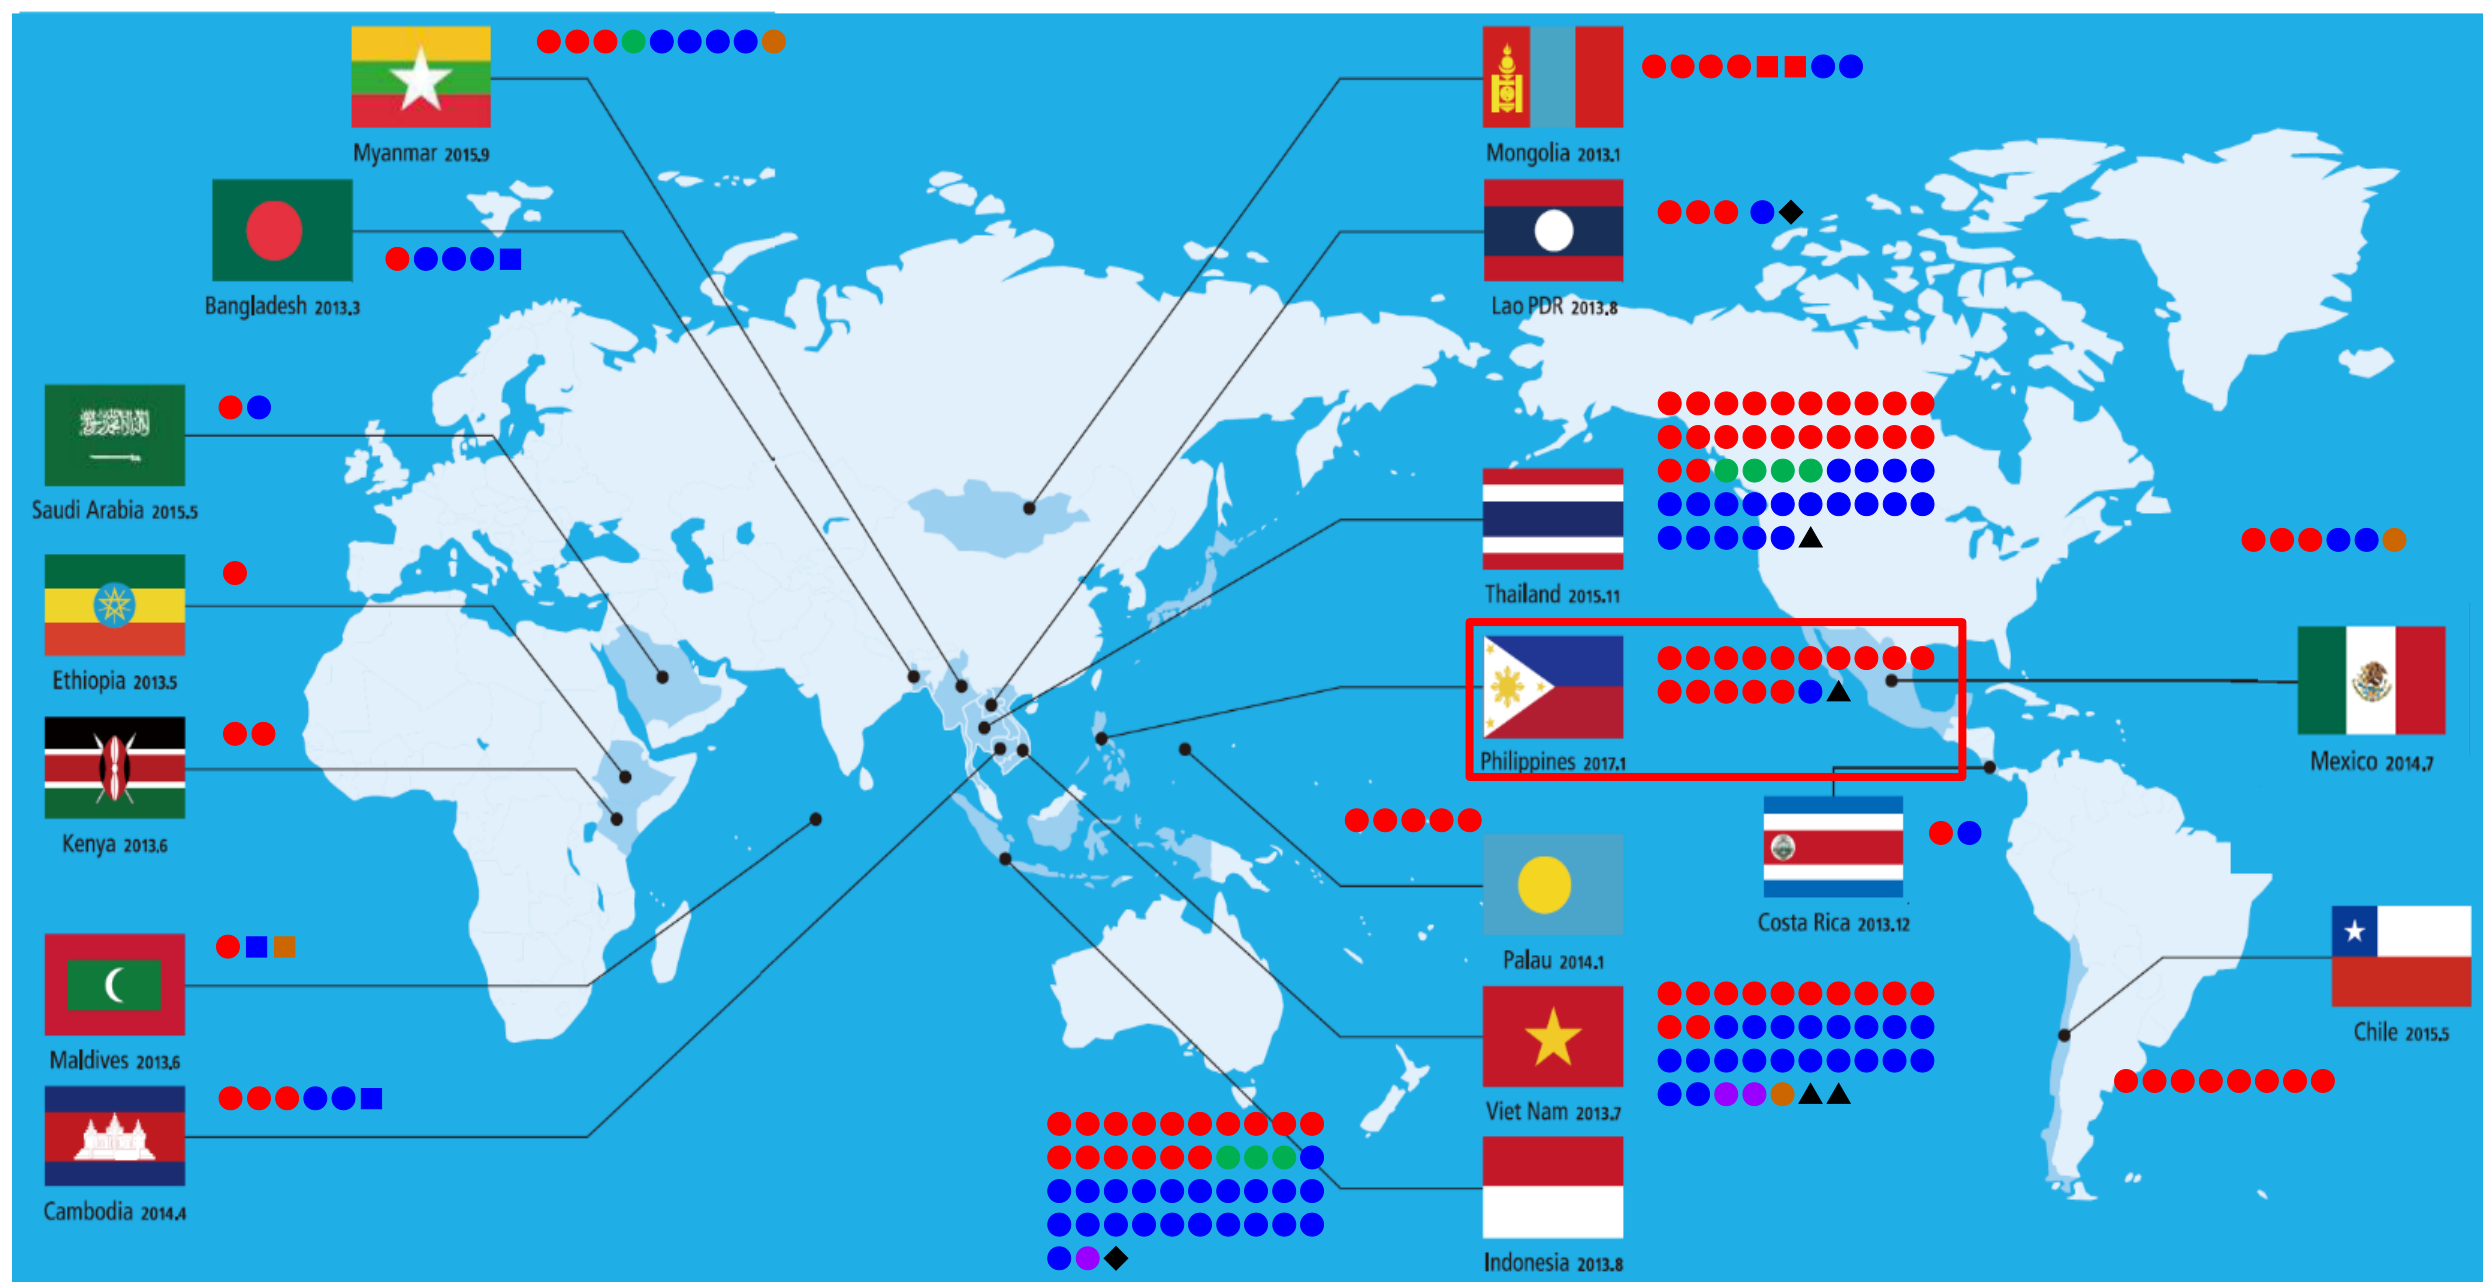 Myanmar 2015.9
Mongolia 2013.1
Bangladesh 2013.3
Lao PDR 2013.8
Saudi Arabia 2015.5
Thailand 2015.11
Ethiopia 2013.5
Philippines 2017.1
Mexico 2014.7
Kenya 2013.6
Costa Rica 2013.12
Palau 2014.1
Chile 2015.5
Maldives 2013.6
Viet Nam 2013.7
Cambodia 2014.4
Indonesia 2013.8